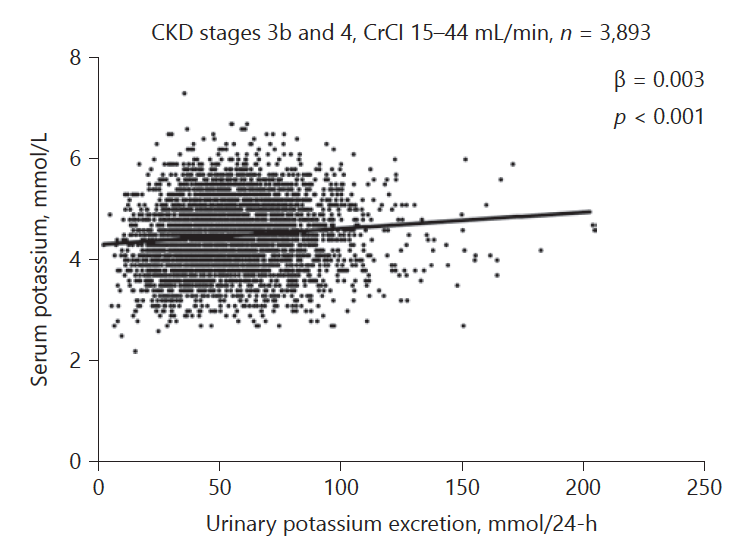 CKD stages 3b and 4, CrCl 15–44 mL/min, n = 3,893
β = 0.003
p < 0.001
8
6
4
2
0
Serum potassium, mmol/L
0 50 100 150 200 250
Urinary potassium excretion, mmol/24-h